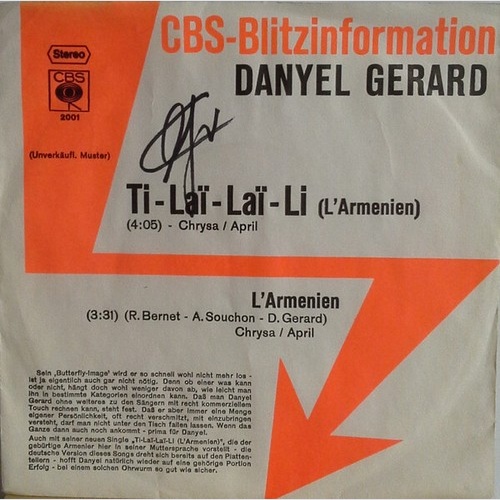 CBS-Blitzinformation
Stereo
DANYEL GERARD
CBS
2001
(Unverkäufl. Muster)
Ti-Laï-Laï-Li (L'Armenien)
(4:05) - Chrysa / April
L'Armenien
(3:31) (R. Bernet - A. Souchon - D. Gerard)
Chrysa / April
Sein ‚Butterfly-Image' wird er so schnell wohl nicht mehr los -
ist ja eigentlich auch gar nicht nötig. Denn ob einer was kann
oder nicht, hängt doch wohl weniger davon ab, wie leicht man
ihn in bestimmte Kategorien einordnen kann. Daß man Danyel
Gerard ohne weiteres zu den Sängern mit recht kommerziellem
Touch rechnen kann, steht fest. Daß er aber immer eine Menge
eigener Persönlichkeit, oft recht verschmitzt, mit einzubringen
versteht, darf man nicht unter den Tisch fallen lassen. Wenn das
Ganze dann auch noch ankommt - prima für Danyel.
Auch mit seiner neuen Single „Ti-Laï-Laï-Li (L'Armenien)", die der
gebürtige Armenier hier in seiner Muttersprache vorstellt - die
deutsche Version dieses Songs dreht sich bereits auf den Platten-
tellern - hofft Danyel natürlich wieder auf eine gehörige Portion
Erfolg - bei einem solchen Ohrwurm so gut wie sicher.